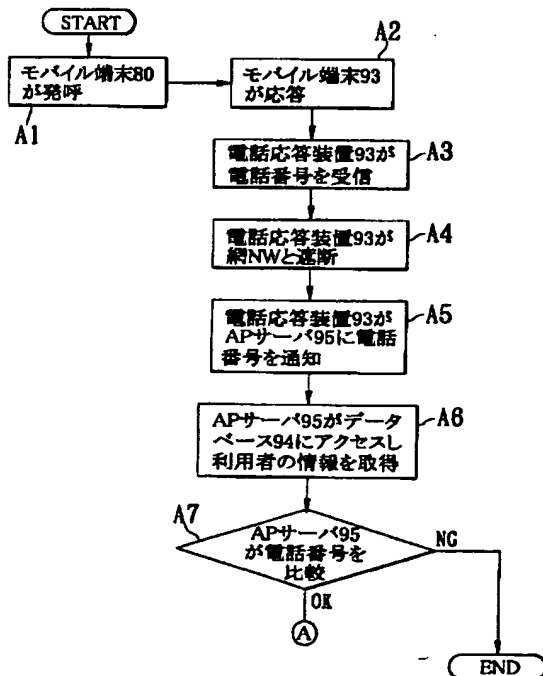 START
モバイル端末80
が発呼
A1
A2
モバイル端末93
が応答
A3
電話応答装置93が
電話番号を受信
A4
電話応答装置93が
網NWと遮断
A5
電話応答装置93が
APサーバ95に電話
番号を通知
A6
APサーバ95がデータ
ベース94にアクセスし
利用者の情報を取得
A7
APサーバ95
が電話番号を
比較
NG
OK
A
END